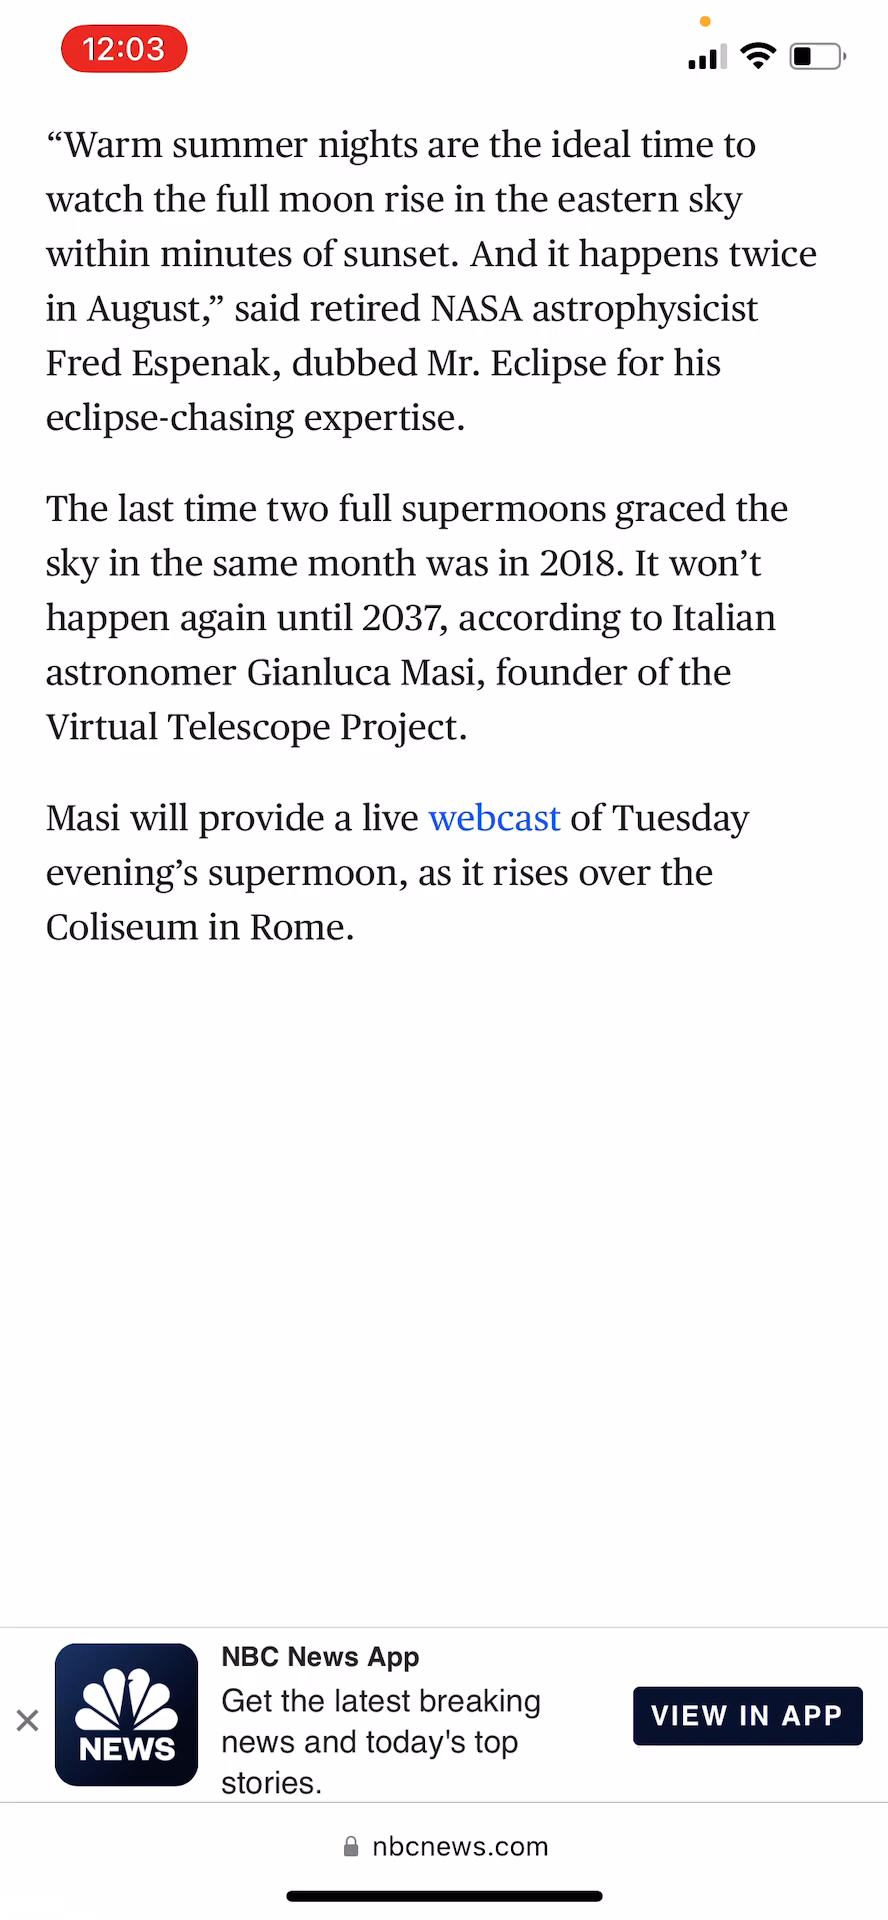 12:03
“Warm summer nights are the ideal time to
watch the full moon rise in the eastern sky
within minutes of sunset. And it happens twice
in August,” said retired NASA astrophysicist
Fred Espenak, dubbed Mr. Eclipse for his
eclipse-chasing expertise.
The last time two full supermoons graced the
sky in the same month was in 2018. It won’t
happen again until 2037, according to Italian
astronomer Gianluca Masi, founder of the
Virtual Telescope Project.
Masi will provide a live webcast of Tuesday
evening’s supermoon, as it rises over the
Coliseum in Rome.
NEWS
NBC News App
Get the latest breaking
news and today's top
stories.
VIEW IN APP
nbcnews.com